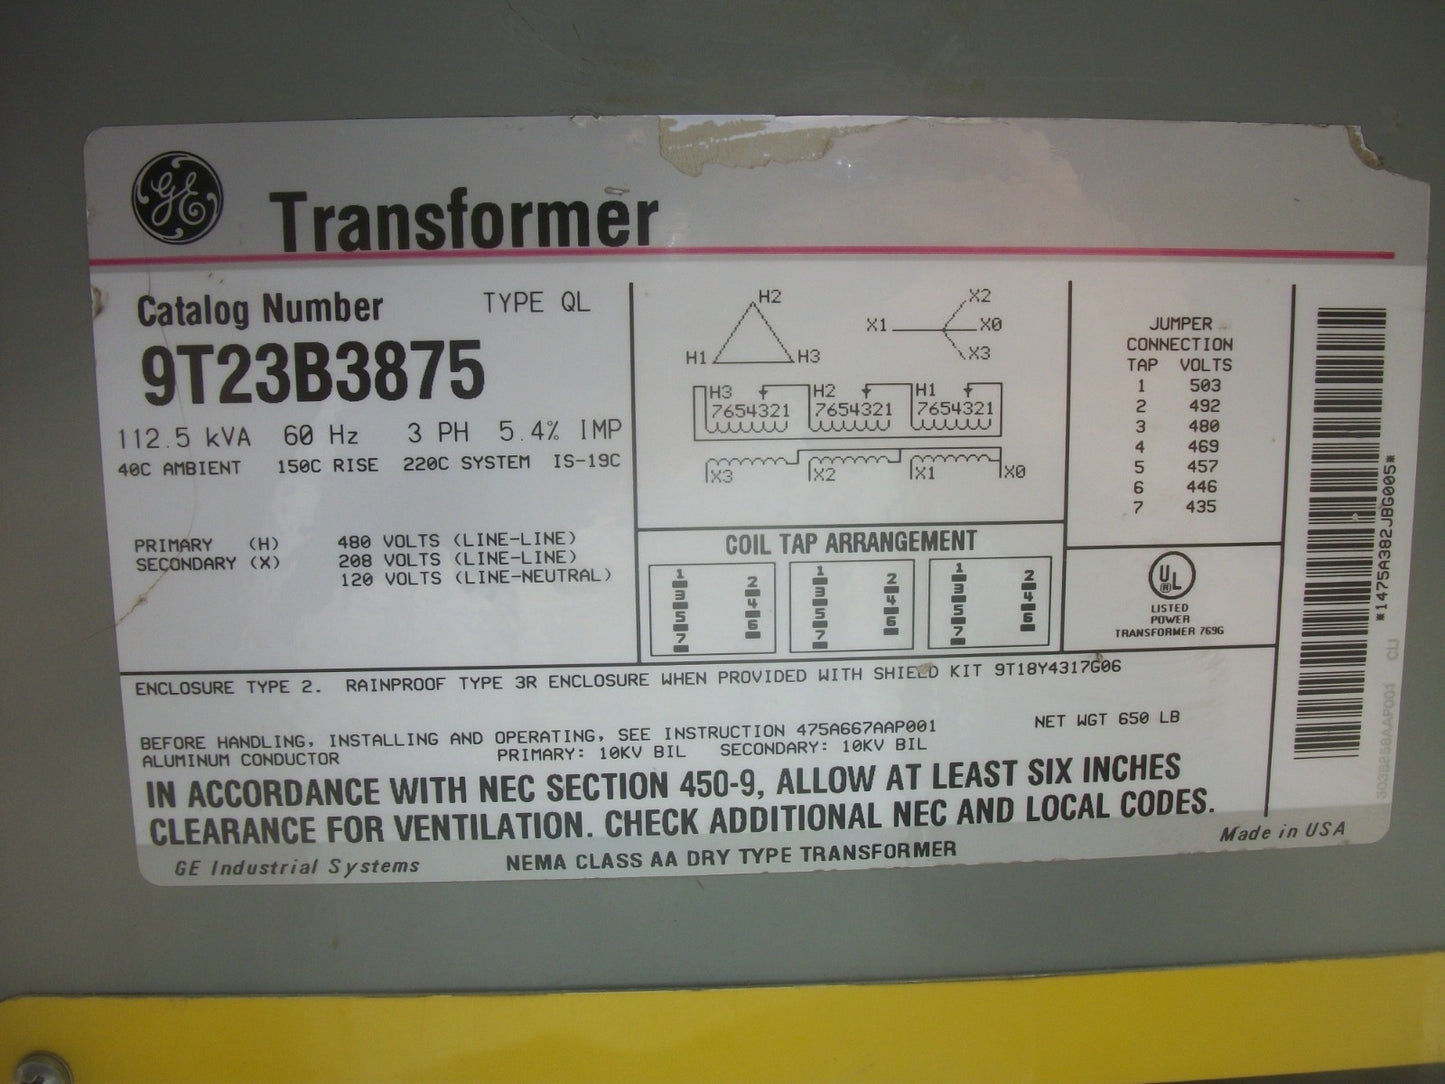 GE Transformer
Catalog Number TYPE QL
9T23B3875
112.5 kVA 60 Hz 3 PH 5.4% IMP
40C AMBIENT 150C RISE 220C SYSTEM IS-19C
PRIMARY (H) 480 VOLTS (LINE-LINE)
SECONDARY (X) 208 VOLTS (LINE-LINE)
120 VOLTS (LINE-NEUTRAL)
H2
H1 H3
X2
X1 X0
X3
H3 H2 H1
7654321 7654321 7654321
X3 X2 X1 X0
COIL TAP ARRANGEMENT
1 2 1 2 1 2
3 4 3 4 3 4
5 6 5 6 5 6
7 7 7
JUMPER
CONNECTION
TAP VOLTS
1 503
2 492
3 480
4 469
5 457
6 446
7 435
UL
®
LISTED
POWER
TRANSFORMER 769G
*1475A382JBG005*
3038858AAP001 CLJ
ENCLOSURE TYPE 2. RAINPROOF TYPE 3R ENCLOSURE WHEN PROVIDED WITH SHIELD KIT 9T18Y4317G06
NET WGT 650 LB
BEFORE HANDLING, INSTALLING AND OPERATING, SEE INSTRUCTION 475A667AAP001
ALUMINUM CONDUCTOR PRIMARY: 10KV BIL SECONDARY: 10KV BIL
IN ACCORDANCE WITH NEC SECTION 450-9, ALLOW AT LEAST SIX INCHES
CLEARANCE FOR VENTILATION. CHECK ADDITIONAL NEC AND LOCAL CODES.
GE Industrial Systems NEMA CLASS AA DRY TYPE TRANSFORMER Made in USA